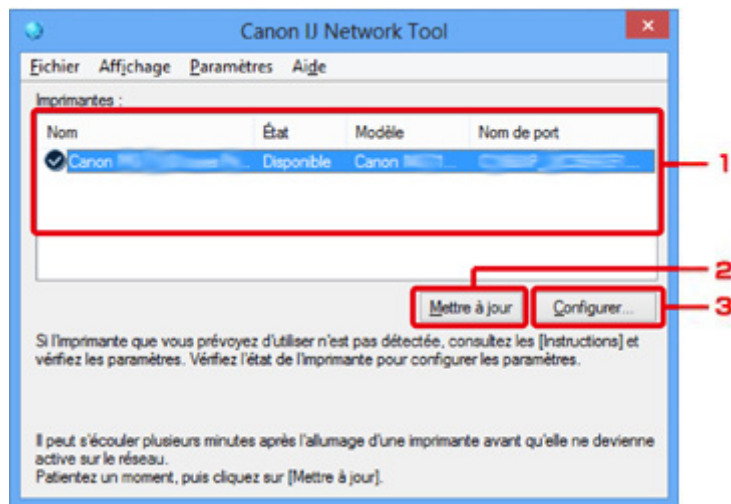 Canon IJ Network Tool
Fichier Affichage Paramètres Aide
Imprimantes :
Nom État Modèle Nom de port
Canon Disponible Canon
1
2
Mettre à jour Configurer...
3
Si l'imprimante que vous prévoyez d'utiliser n'est pas détectée, consultez les [Instructions] et
vérifiez les paramètres. Vérifiez l'état de l'imprimante pour configurer les paramètres.
Il peut s'écouler plusieurs minutes après l'allumage d'une imprimante avant qu'elle ne devienne
active sur le réseau.
Patientez un moment, puis cliquez sur [Mettre à jour].